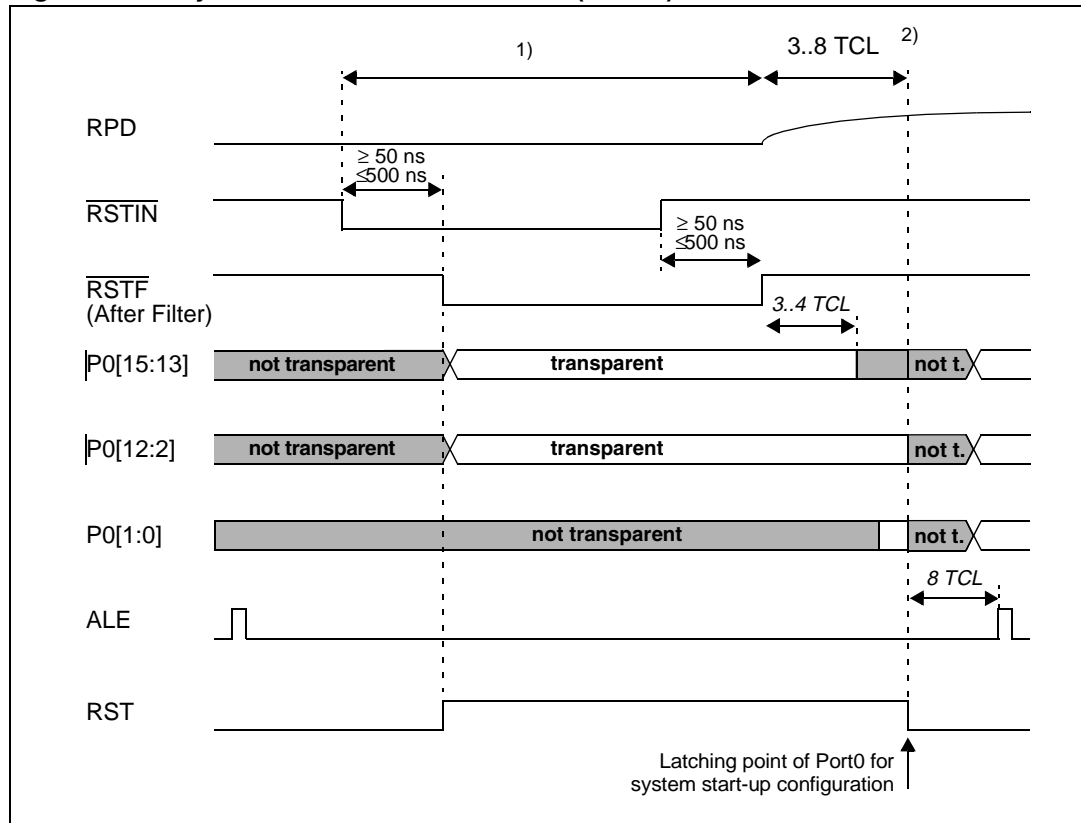 1)
3..8 TCL 2)
RPD
≥ 50 ns
≤500 ns
RSTIN
≥ 50 ns
≤500 ns
RSTF
(After Filter)
3..4 TCL
P0[15:13]
not transparent
transparent
not t.
P0[12:2]
not transparent
transparent
not t.
P0[1:0]
not transparent
not t.
8 TCL
ALE
RST
Latching point of Port0 for
system start-up configuration